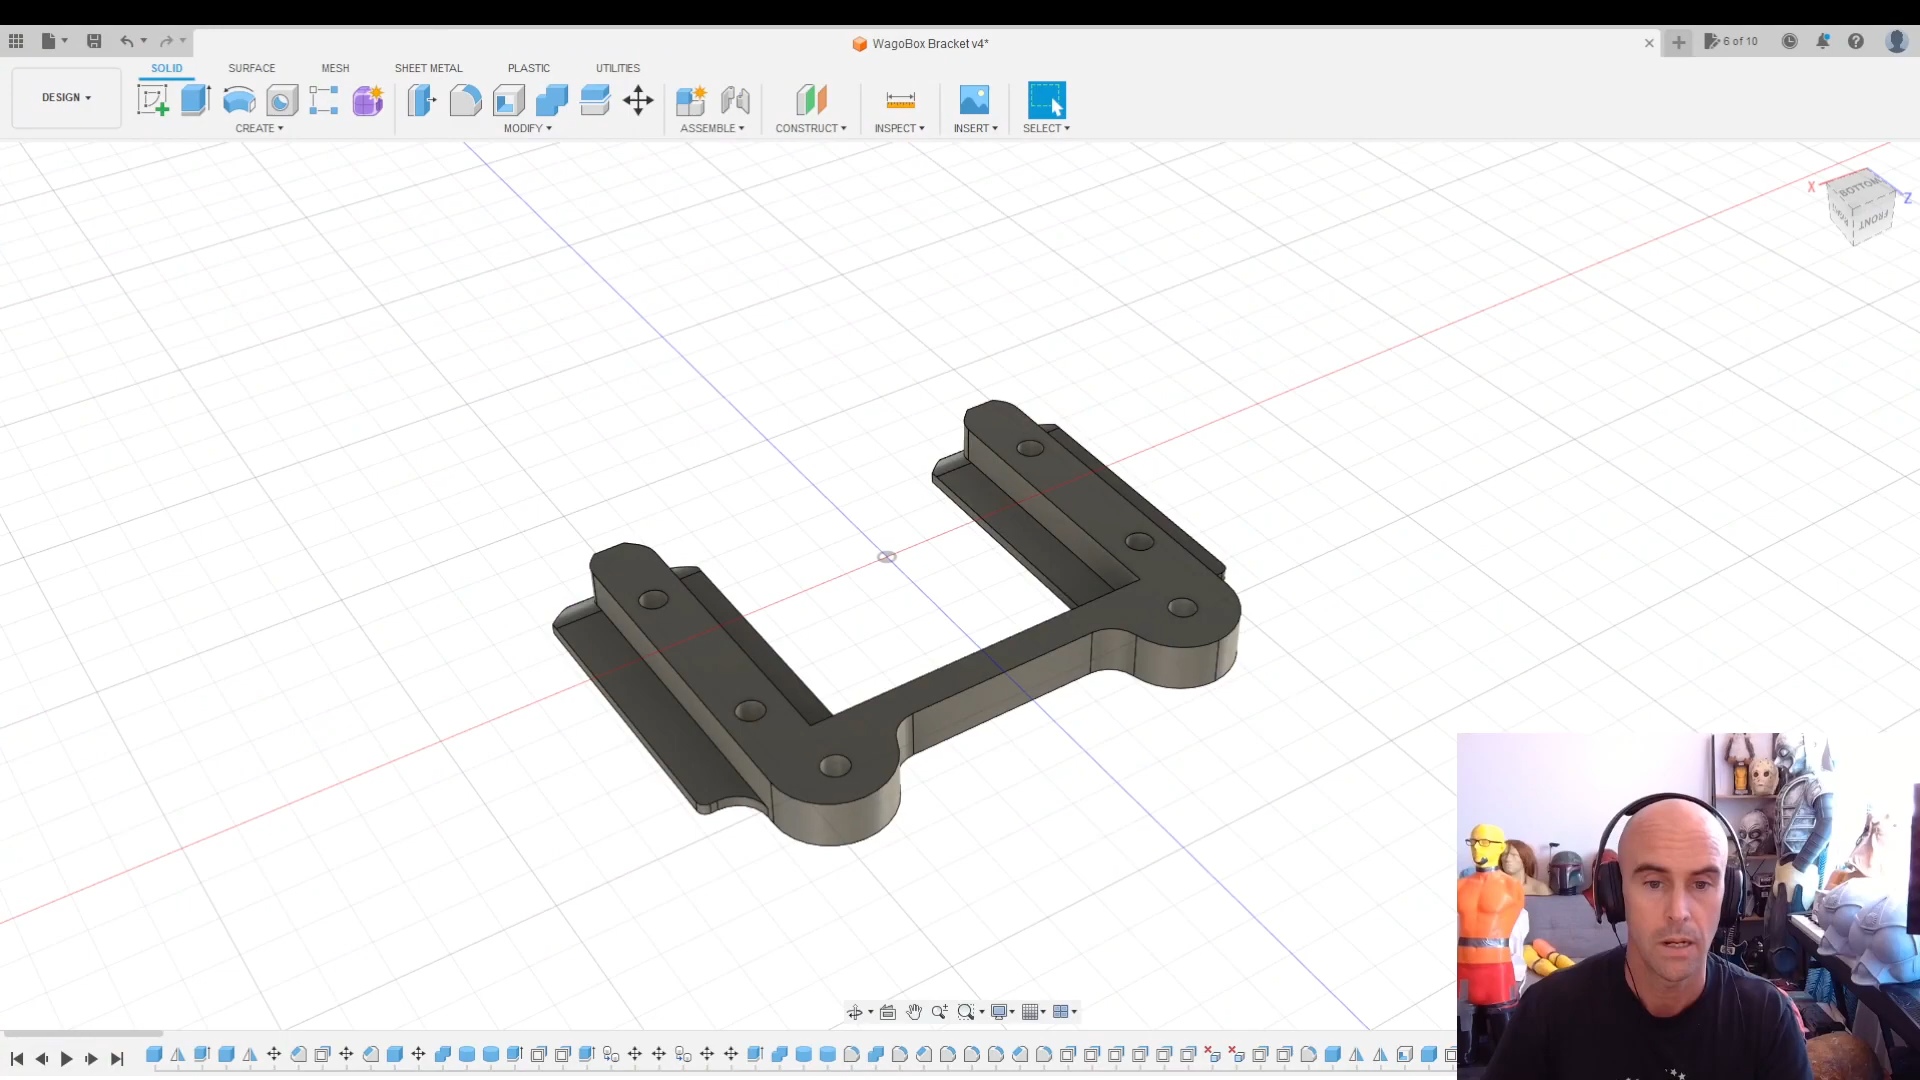 WagoBox Bracket v4*
6 of 10
DESIGN
SOLID
SURFACE
MESH
SHEET METAL
PLASTIC
UTILITIES
CREATE
MODIFY
ASSEMBLE
CONSTRUCT
INSPECT
INSERT
SELECT
X
Z
BOTTOM
FRONT